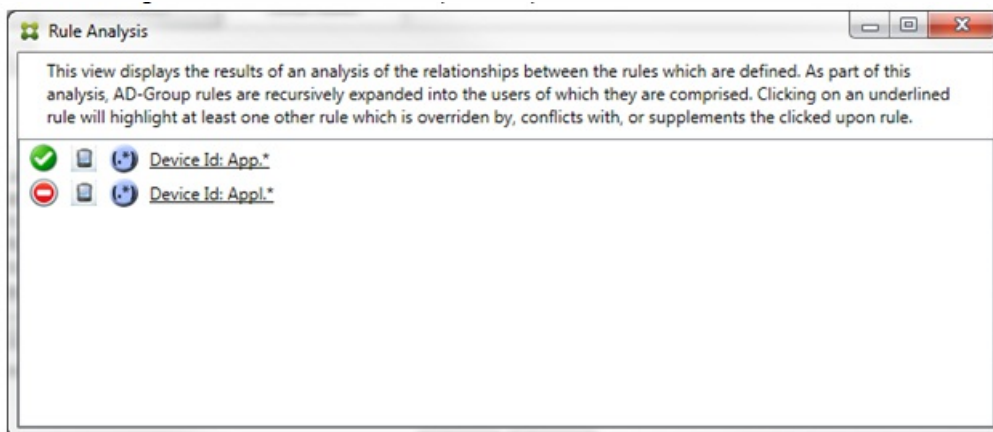 Rule Analysis
This view displays the results of an analysis of the relationships between the rules which are defined. As part of this
analysis, AD-Group rules are recursively expanded into the users of which they are comprised. Clicking on an underlined
rule will highlight at least one other rule which is overriden by, conflicts with, or supplements the clicked upon rule.
(.*) Device Id: App.*
(.*) Device Id: Appl.*